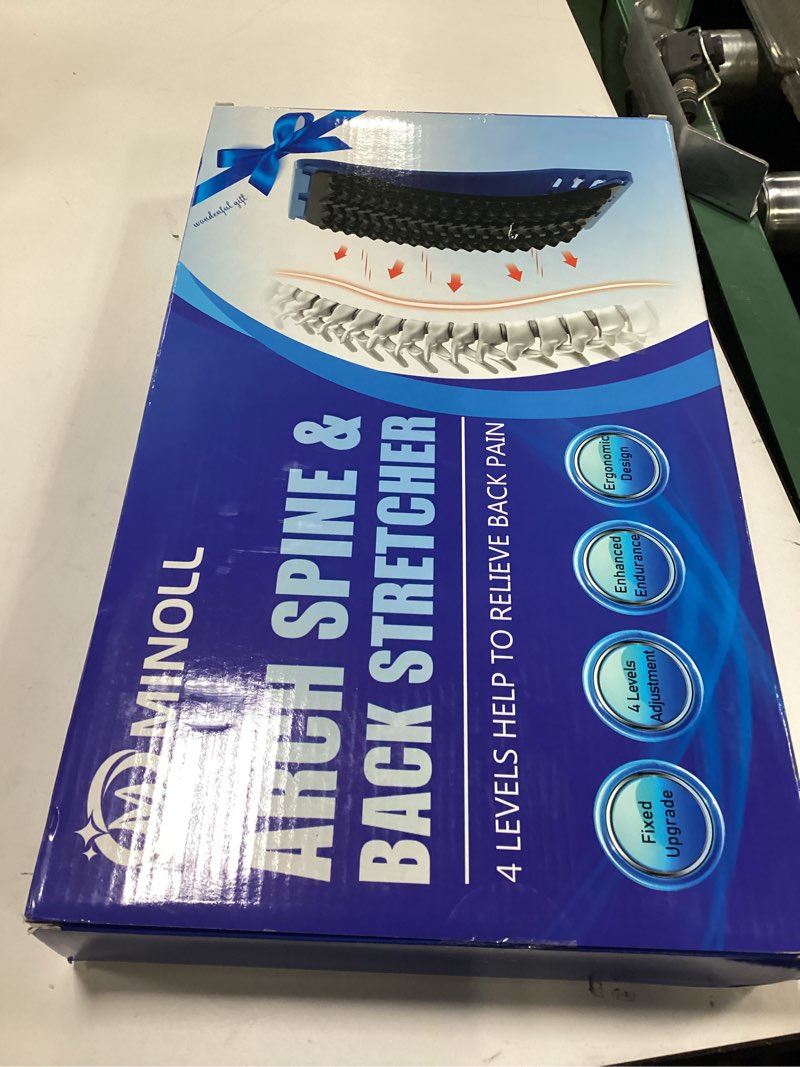 MINOLL
ARCH SPINE &
BACK STRETCHER
4 LEVELS HELP TO RELIEVE BACK PAIN
Fixed
Upgrade
4 Levels
Adjustment
Enhanced
Endurance
Ergonomic
Design
wonderful gift